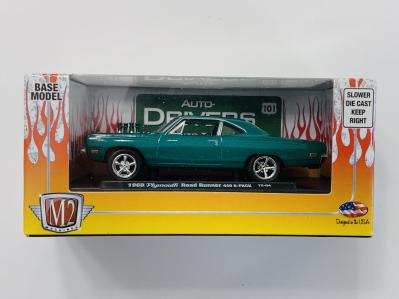 BASE
MODEL
AUTO-
DRIVERS
101
SLOWER
DIE CAST
KEEP
RIGHT
1969 Plymouth Road Runner 440 6-PACK
M2
MACHINES
Designed in the USA